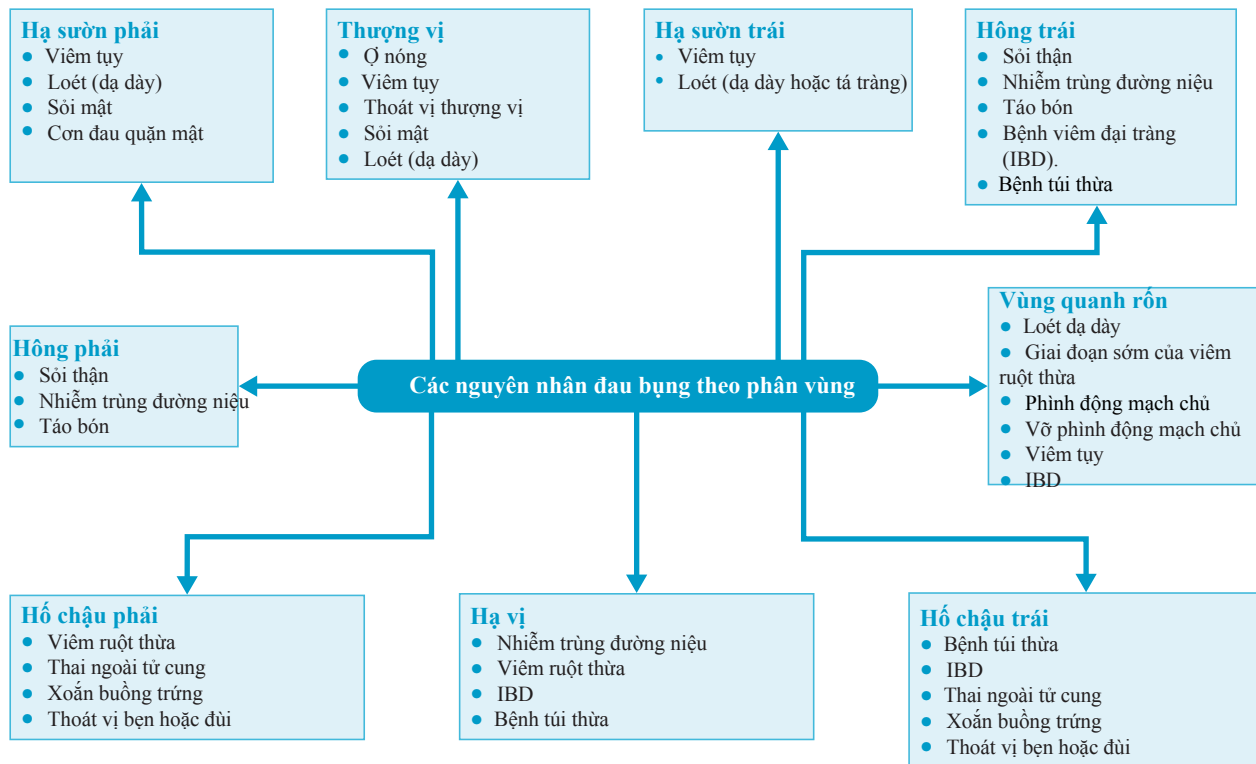 Hạ sườn phải
• Viêm tụy
• Loét (dạ dày)
• Sỏi mật
• Cơn đau quặn mật
Thượng vị
• Ợ nóng
• Viêm tụy
• Thoát vị thượng vị
• Sỏi mật
• Loét (dạ dày)
Hạ sườn trái
• Viêm tụy
• Loét (dạ dày hoặc tá tràng)
Hông trái
• Sỏi thận
• Nhiễm trùng đường niệu
• Táo bón
• Bệnh viêm đại tràng
(IBD).
• Bệnh túi thừa
Hông phải
• Sỏi thận
• Nhiễm trùng đường niệu
• Táo bón
Các nguyên nhân đau bụng theo phân vùng
Vùng quanh rốn
• Loét dạ dày
• Giai đoạn sớm của viêm
ruột thừa
• Phình động mạch chủ
• Vỡ phình động mạch chủ
• Viêm tụy
• IBD
Hố chậu phải
• Viêm ruột thừa
• Thai ngoài tử cung
• Xoắn buồng trứng
• Thoát vị bẹn hoặc đùi
Hạ vị
• Nhiễm trùng đường niệu
• Viêm ruột thừa
• IBD
• Bệnh túi thừa
Hố chậu trái
• Bệnh túi thừa
• IBD
• Thai ngoài tử cung
• Xoắn buồng trứng
• Thoát vị bẹn hoặc đùi